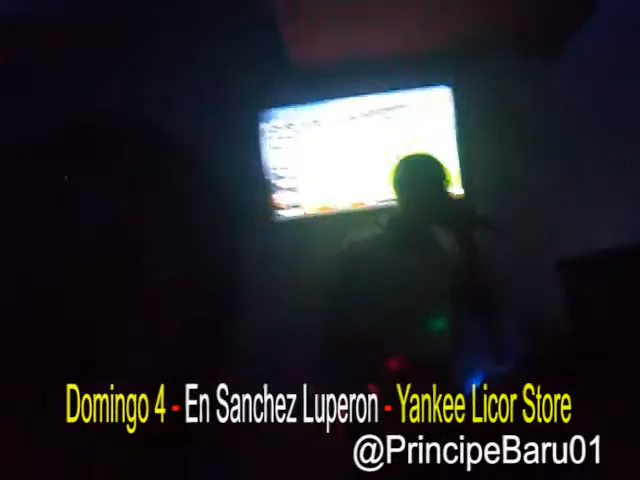 Domingo 4 - En Sanchez Luperon - Yankee Licor Store
@PrincipeBaru01